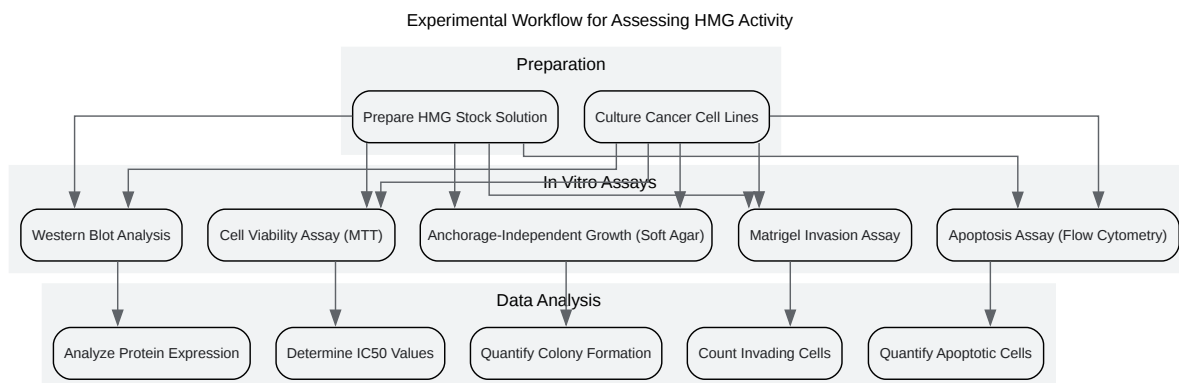 Experimental Workflow for Assessing HMG Activity
Preparation
Prepare HMG Stock Solution
Culture Cancer Cell Lines
In Vitro Assays
Western Blot Analysis
Cell Viability Assay (MTT)
Anchorage-Independent Growth (Soft Agar)
Matrigel Invasion Assay
Apoptosis Assay (Flow Cytometry)
Data Analysis
Analyze Protein Expression
Determine IC50 Values
Quantify Colony Formation
Count Invading Cells
Quantify Apoptotic Cells